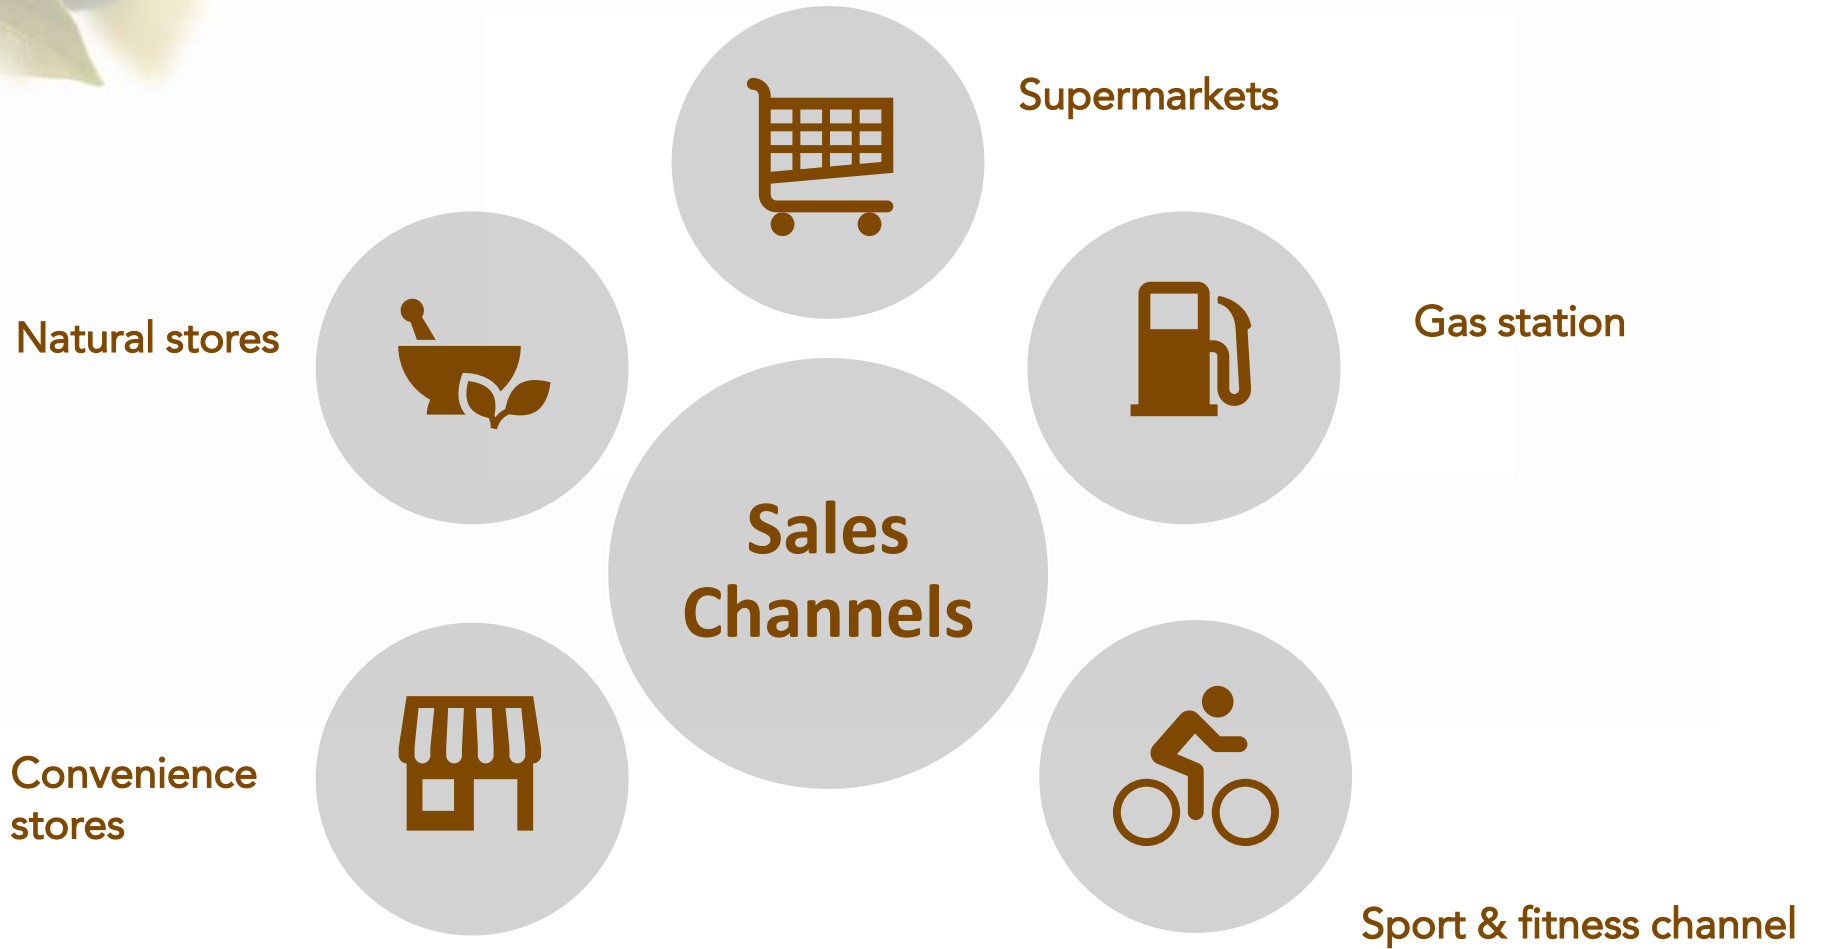 Supermarkets
Gas station
Natural stores
Sales
Channels
Convenience
stores
Sport & fitness channel